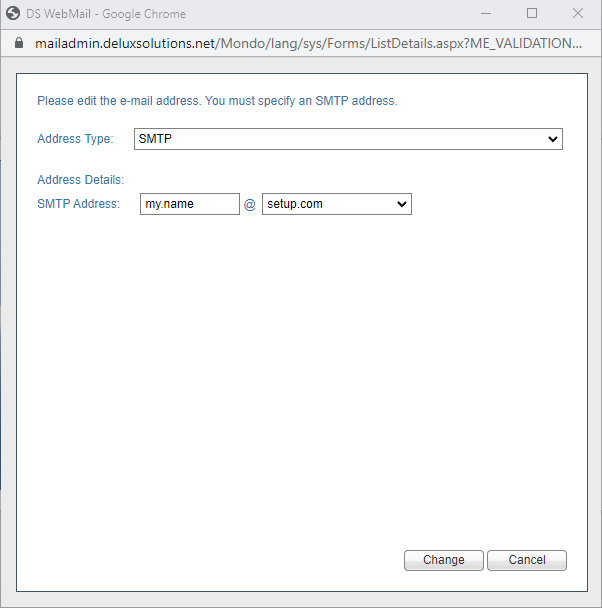 DS WebMail - Google Chrome
mailadmin.deluxsolutions.net/Mondo/lang/sys/Forms/ListDetails.aspx?ME_VALIDATION...
Please edit the e-mail address. You must specify an SMTP address.
Address Type: SMTP
Address Details:
SMTP Address: my.name @ setup.com
Change Cancel